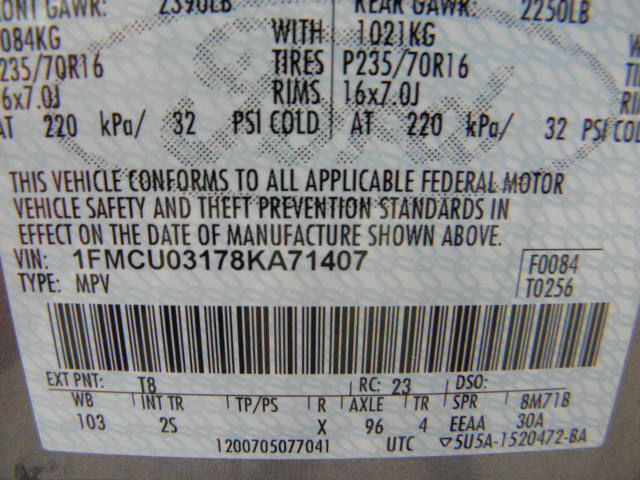 ONT GAWR: 2390LB REAR GAWR: 2250LB
084KG WITH 1021KG
P235/70R16 TIRES P235/70R16
6x7.0J RIMS 16x7.0J
AT 220 kPa/ 32 PSI COLD AT 220 kPa/ 32 PSI COL
THIS VEHICLE CONFORMS TO ALL APPLICABLE FEDERAL MOTOR
VEHICLE SAFETY AND THEFT PREVENTION STANDARDS IN
EFFECT ON THE DATE OF MANUFACTURE SHOWN ABOVE.
VIN: 1FMCU03178KA71407 F0084
TYPE: MPV T0256
EXT PNT: T8 RC: 23 DSO:
WB INT TR TP/PS R AXLE TR SPR 8M71B
103 2S X 96 4 EEAA 30A
1200705077041 UTC ▽5U5A-1520472-BA